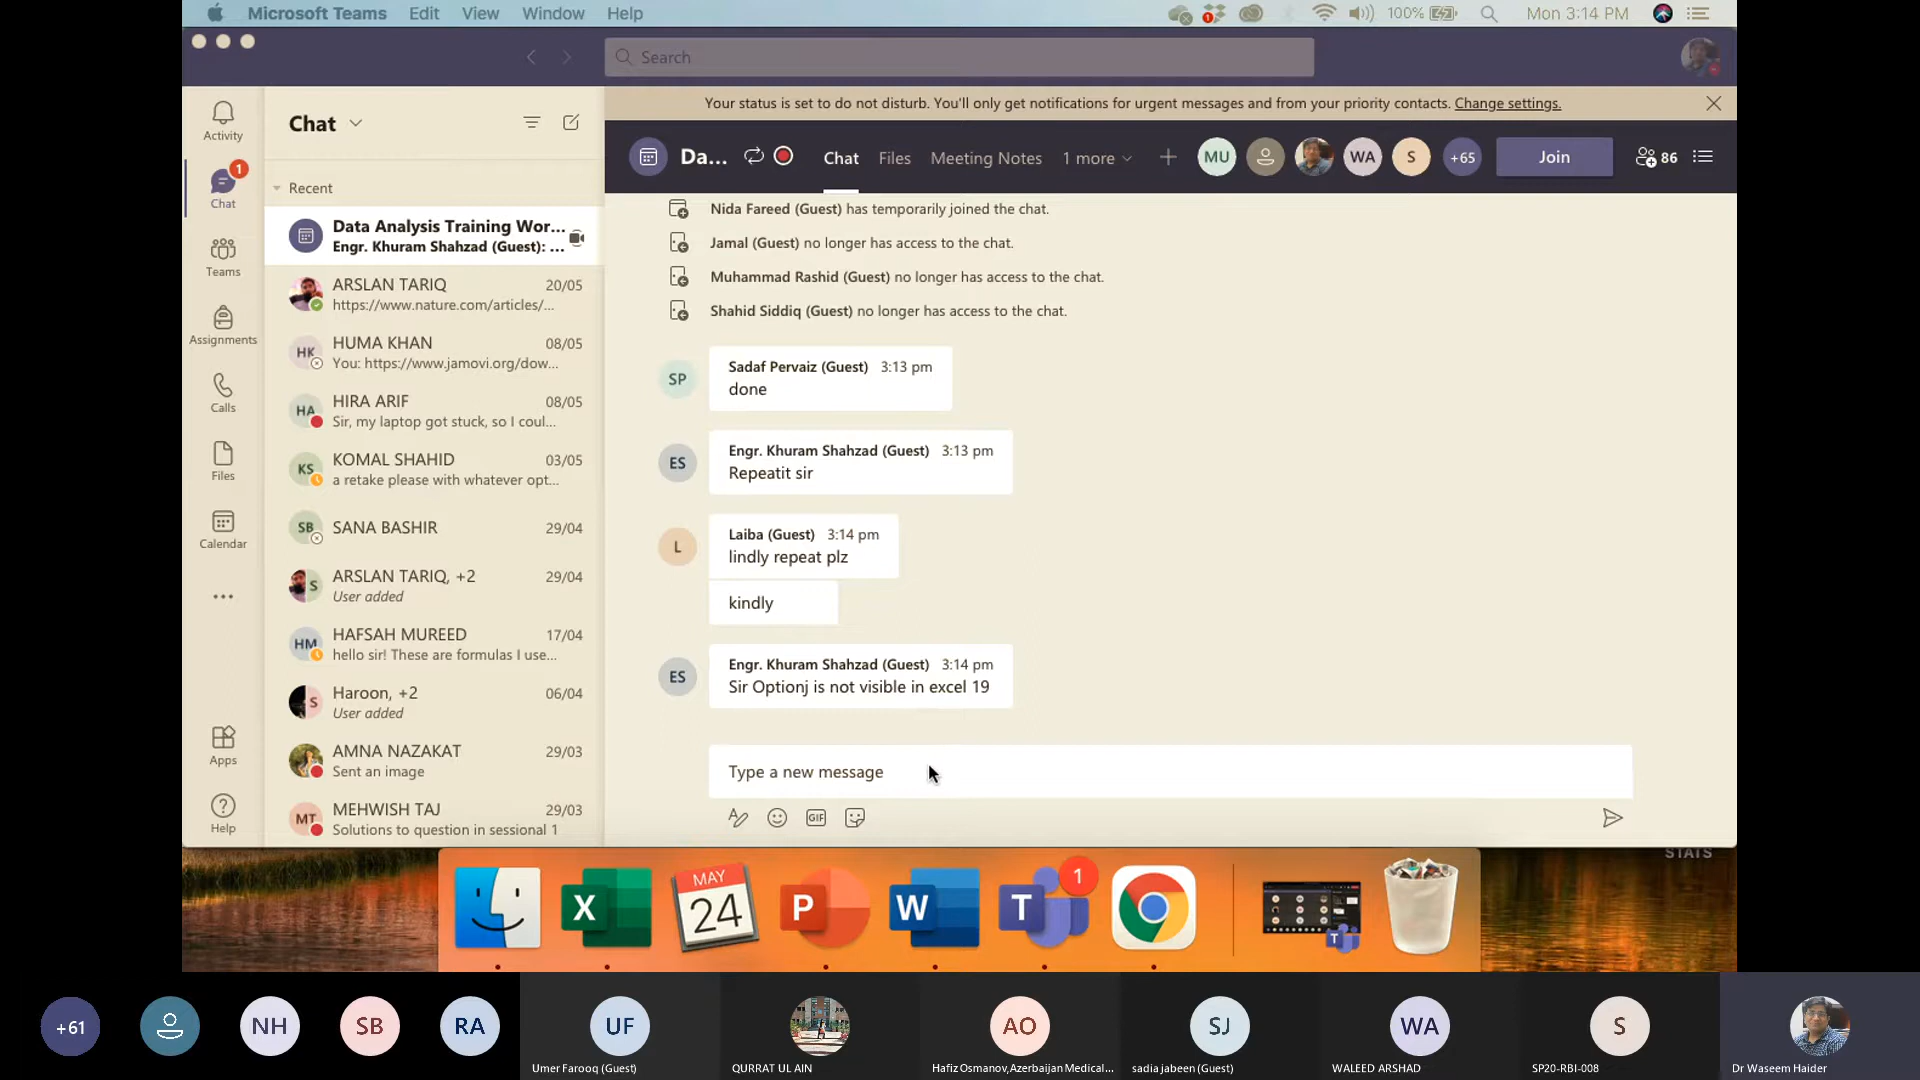 Microsoft Teams Edit View Window Help
100% Mon 3:14 PM
Search
Your status is set to do not disturb. You'll only get notifications for urgent messages and from your priority contacts. Change settings.
Activity
1
Chat
Teams
Assignments
Calls
Files
Calendar
Apps
Help
Chat
Recent
Data Analysis Training Wor...
Engr. Khuram Shahzad (Guest): ...
ARSLAN TARIQ 20/05
https://www.nature.com/articles/...
HK
HUMA KHAN 08/05
You: https://www.jamovi.org/dow...
HA
HIRA ARIF 08/05
Sir, my laptop got stuck, so I coul...
KS
KOMAL SHAHID 03/05
a retake please with whatever opt...
SB
SANA BASHIR 29/04
S
ARSLAN TARIQ, +2 29/04
User added
HM
HAFSAH MUREED 17/04
hello sir! These are formulas I use...
S
Haroon, +2 06/04
User added
AMNA NAZAKAT 29/03
Sent an image
MT
MEHWISH TAJ 29/03
Solutions to question in sessional 1
Da... Chat Files Meeting Notes 1 more MU WA S +65 Join 86
Nida Fareed (Guest) has temporarily joined the chat.
Jamal (Guest) no longer has access to the chat.
Muhammad Rashid (Guest) no longer has access to the chat.
Shahid Siddiq (Guest) no longer has access to the chat.
SP
Sadaf Pervaiz (Guest) 3:13 pm
done
ES
Engr. Khuram Shahzad (Guest) 3:13 pm
Repeatit sir
L
Laiba (Guest) 3:14 pm
lindly repeat plz
kindly
ES
Engr. Khuram Shahzad (Guest) 3:14 pm
Sir Optionj is not visible in excel 19
Type a new message
GIF
STATS
X
MAY
24
P
W
T
1
T
+61 NH SB RA UF AO SJ WA S
Umer Farooq (Guest)
QURRAT UL AIN
Hafiz Osmanov,Azerbaijan Medical...
sadia jabeen (Guest)
WALEED ARSHAD
SP20-RBI-008
Dr Waseem Haider